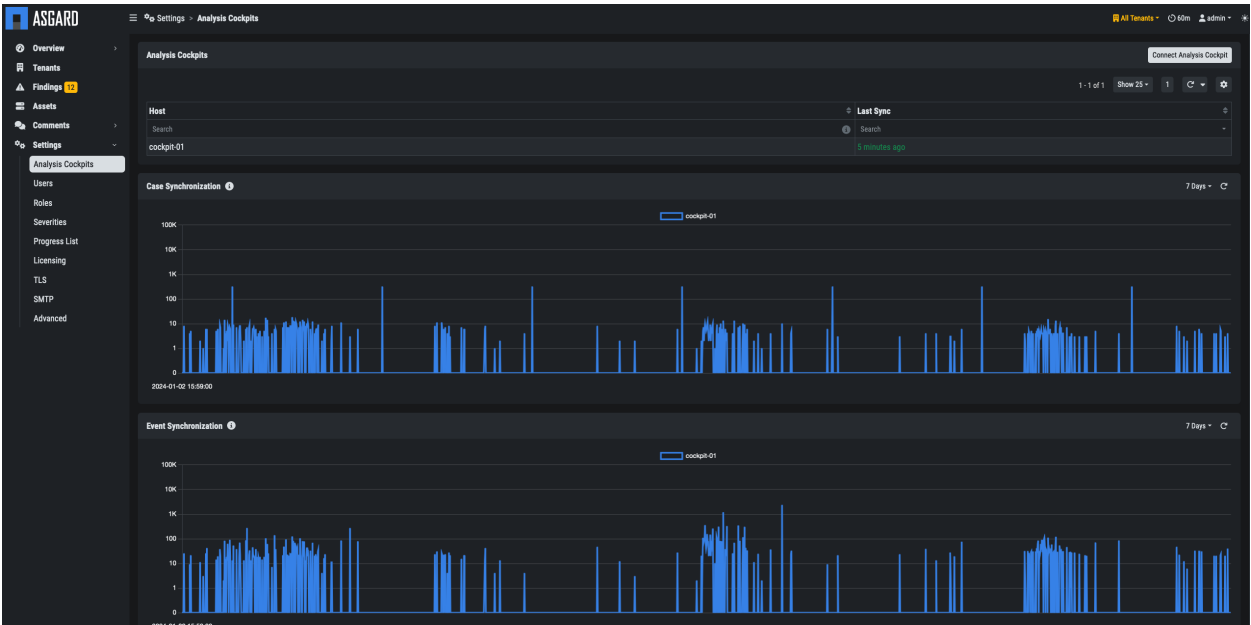 ASGARD
Settings > Analysis Cockpits
All Tenants
60m
admin
Overview
Tenants
Findings 12
Assets
Comments
Settings
Analysis Cockpits
Users
Roles
Severities
Progress List
Licensing
TLS
SMTP
Advanced
Analysis Cockpits
Connect Analysis Cockpit
1 - 1 of 1
Show 25
1
Host
Last Sync
Search
Search
cockpit-01
5 minutes ago
Case Synchronization
7 Days
cockpit-01
100K
10K
1K
100
10
1
0
2024-01-02 15:59:00
Event Synchronization
7 Days
cockpit-01
100K
10K
1K
100
10
1
0